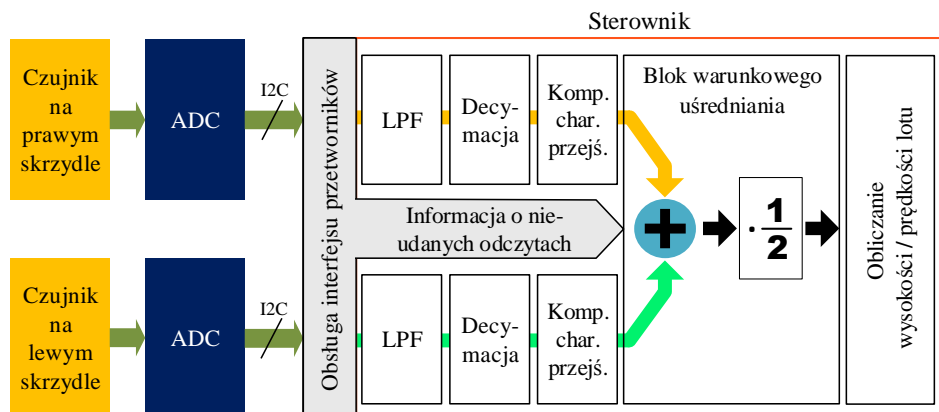 Sterownik
Czujnik
na
prawym
skrzydle
ADC
I2C
Obsługa interfejsu przetworników
LPF
Decy-
macja
Komp.
char.
przejś.
Blok warunkowego
uśredniania
Informacja o nie-
udanych odczytach
+
· 1/2
Obliczanie
wysokości / prędkości lotu
Czujnik
na
lewym
skrzydle
ADC
I2C
LPF
Decy-
macja
Komp.
char.
przejś.